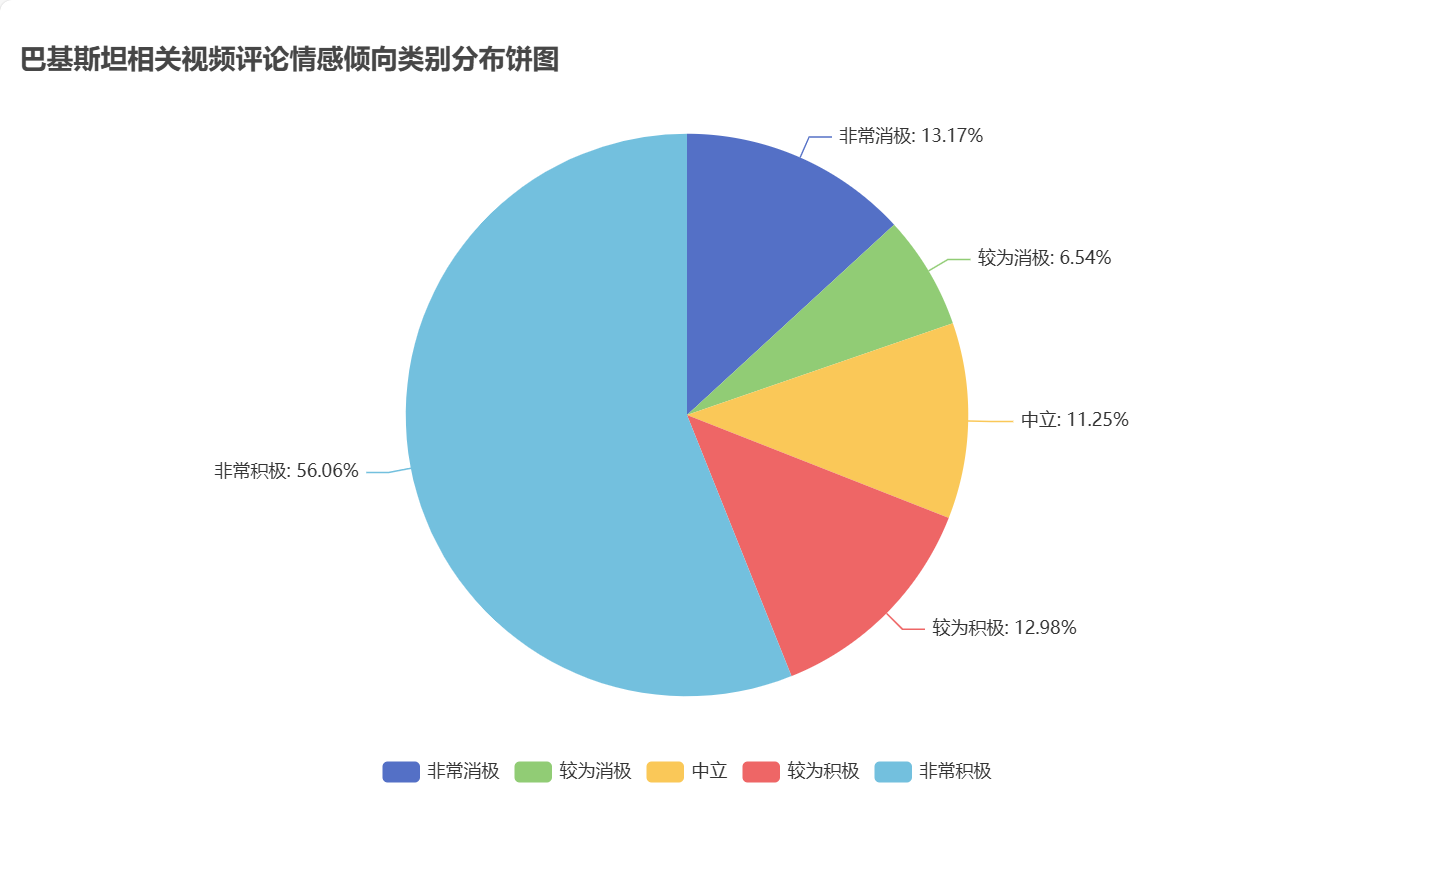 巴基斯坦相关视频评论情感倾向类别分布饼图
非常消极: 13.17%
较为消极: 6.54%
中立: 11.25%
非常积极: 56.06%
较为积极: 12.98%
非常消极 较为消极 中立 较为积极 非常积极